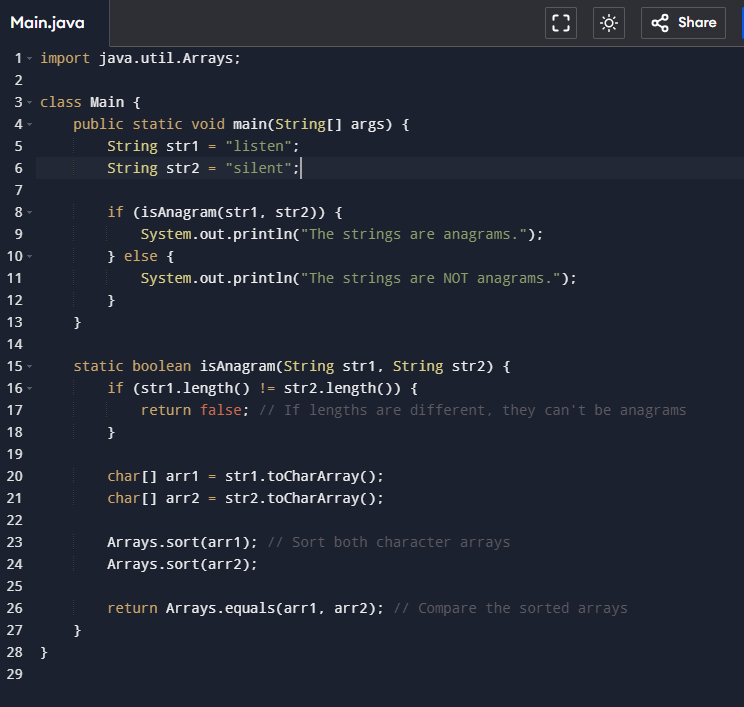 Main.java
Share
1 import java.util.Arrays;
2
3 class Main {
4     public static void main(String[] args) {
5         String str1 = "listen";
6         String str2 = "silent";
7
8         if (isAnagram(str1, str2)) {
9             System.out.println("The strings are anagrams.");
10         } else {
11             System.out.println("The strings are NOT anagrams.");
12         }
13     }
14
15     static boolean isAnagram(String str1, String str2) {
16         if (str1.length() != str2.length()) {
17             return false; // If lengths are different, they can't be anagrams
18         }
19
20         char[] arr1 = str1.toCharArray();
21         char[] arr2 = str2.toCharArray();
22
23         Arrays.sort(arr1); // Sort both character arrays
24         Arrays.sort(arr2);
25
26         return Arrays.equals(arr1, arr2); // Compare the sorted arrays
27     }
28 }
29